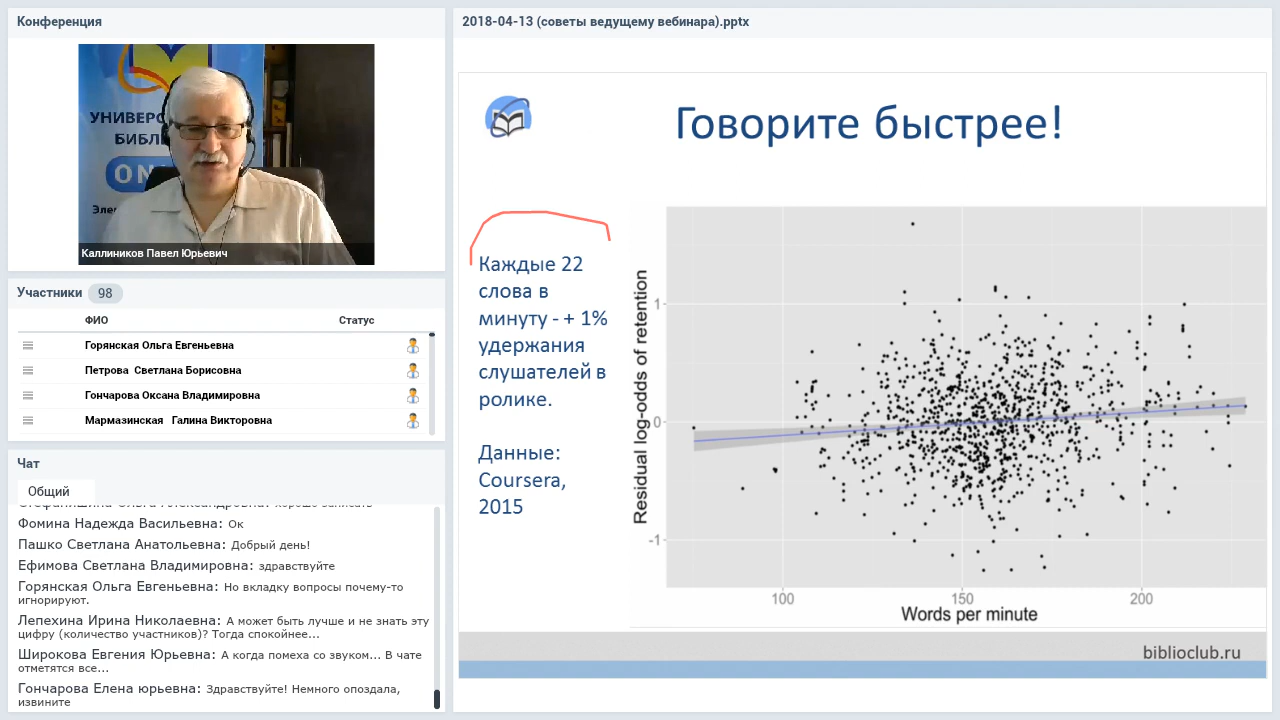 Конференция
УНИВЕРС
БИБЛИ
ON
Эле
Каллиников Павел Юрьевич
Участники 98
ФИО Статус
Горянская Ольга Евгеньевна
Петрова Светлана Борисовна
Гончарова Оксана Владимировна
Мармазинская Галина Викторовна
Чат
Общий
Фомина Надежда Васильевна: Ок
Пашко Светлана Анатольевна: Добрый день!
Ефимова Светлана Владимировна: здравствуйте
Горянская Ольга Евгеньевна: Но вкладку вопросы почему-то
игнорируют.
Лепехина Ирина Николаевна: А может быть лучше и не знать эту
цифру (количество участников)? Тогда спокойнее...
Широкова Евгения Юрьевна: А когда помеха со звуком... В чате
отметятся все...
Гончарова Елена юрьевна: Здравствуйте! Немного опоздала,
извините
2018-04-13 (советы ведущему вебинара).pptx
Говорите быстрее!
Каждые 22
слова в
минуту - + 1%
удержания
слушателей в
ролике.
Данные:
Coursera,
2015
Residual log-odds of retention
1
0
-1
100 150 200
Words per minute
biblioclub.ru